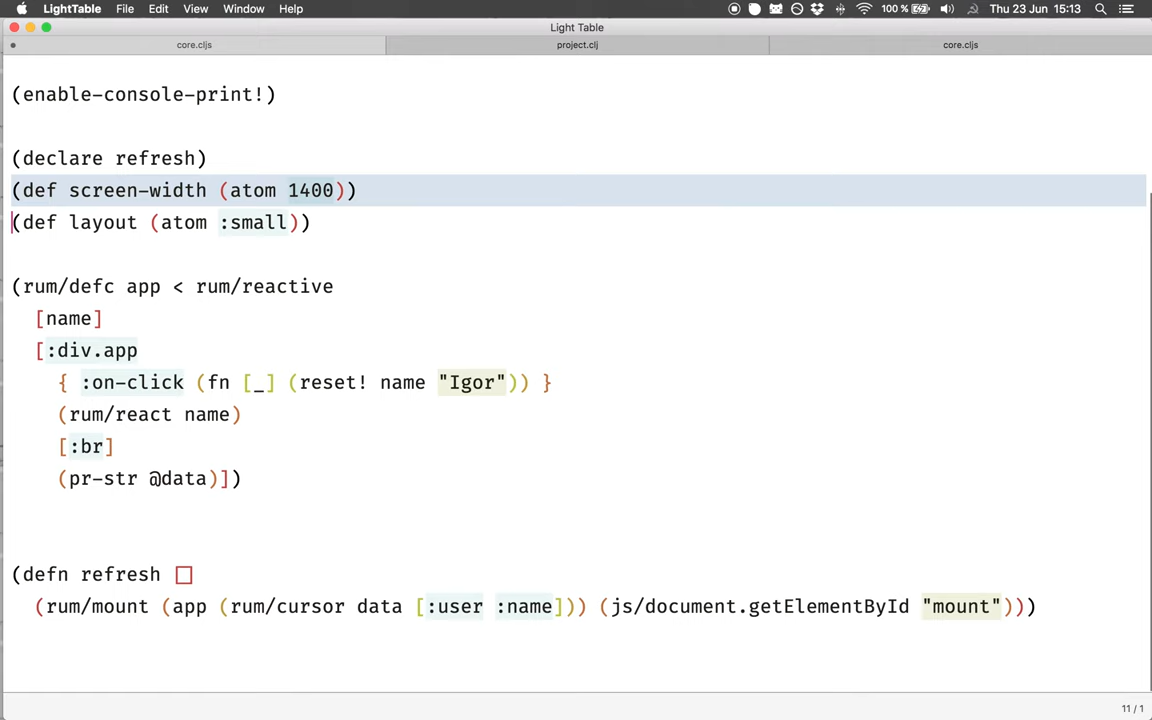 LightTable File Edit View Window Help 100 % Thu 23 Jun 15:13
Light Table
core.cljs project.clj core.cljs
(enable-console-print!)
(declare refresh)
(def screen-width (atom 1400))
(def layout (atom :small))
(rum/defc app < rum/reactive
[name]
[:div.app
{ :on-click (fn [_] (reset! name "Igor")) }
(rum/react name)
[:br]
(pr-str @data)])
(defn refresh []
(rum/mount (app (rum/cursor data [:user :name])) (js/document.getElementById "mount")))
11 / 1